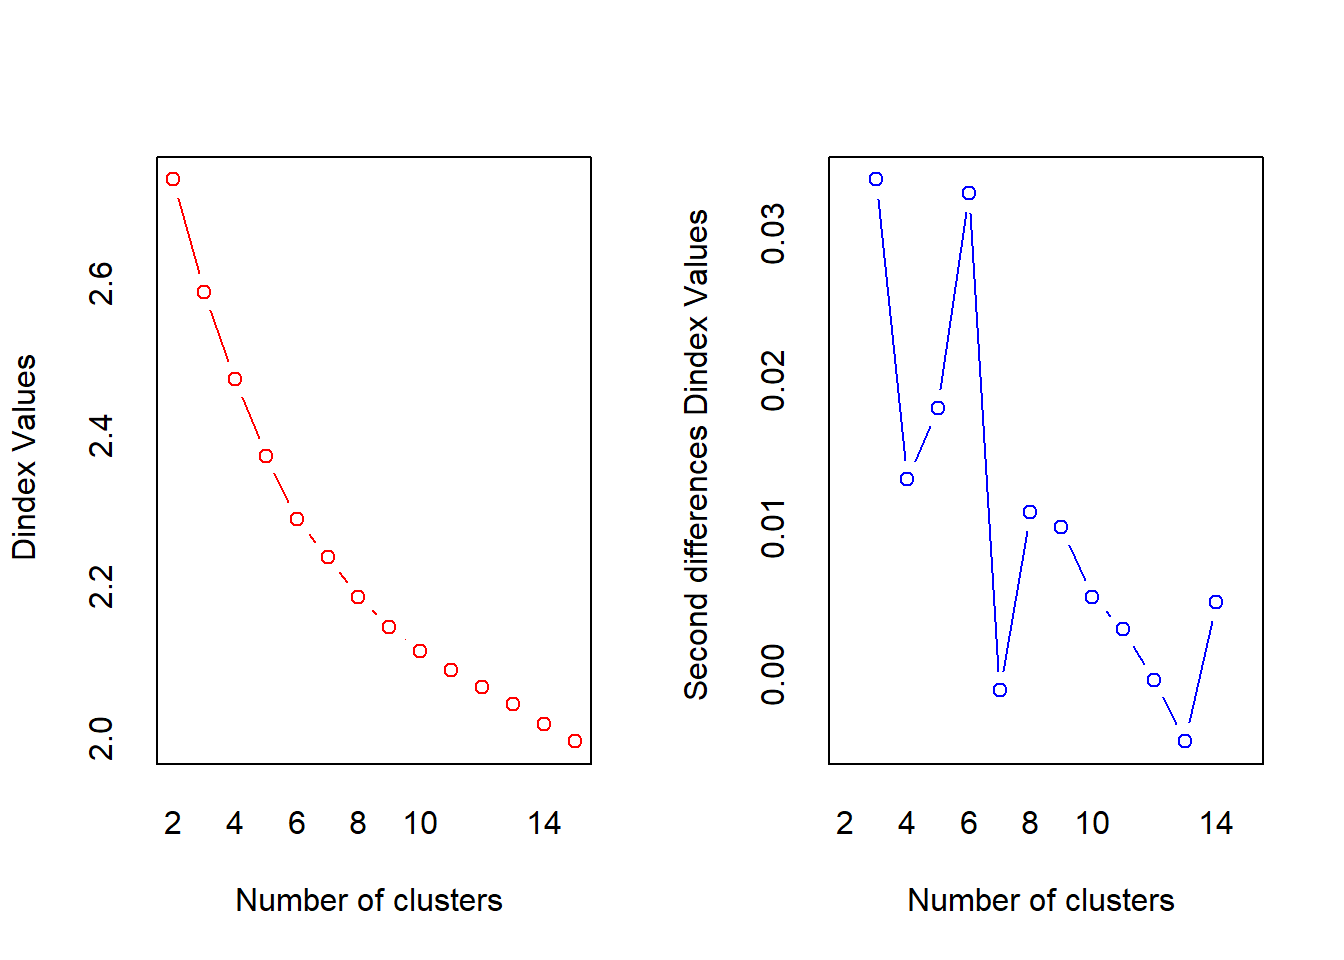 Dindex Values
2.6
2.4
2.2
2.0
2 4 6 8 10 14
Number of clusters
Second differences Dindex Values
0.03
0.02
0.01
0.00
2 4 6 8 10 14
Number of clusters